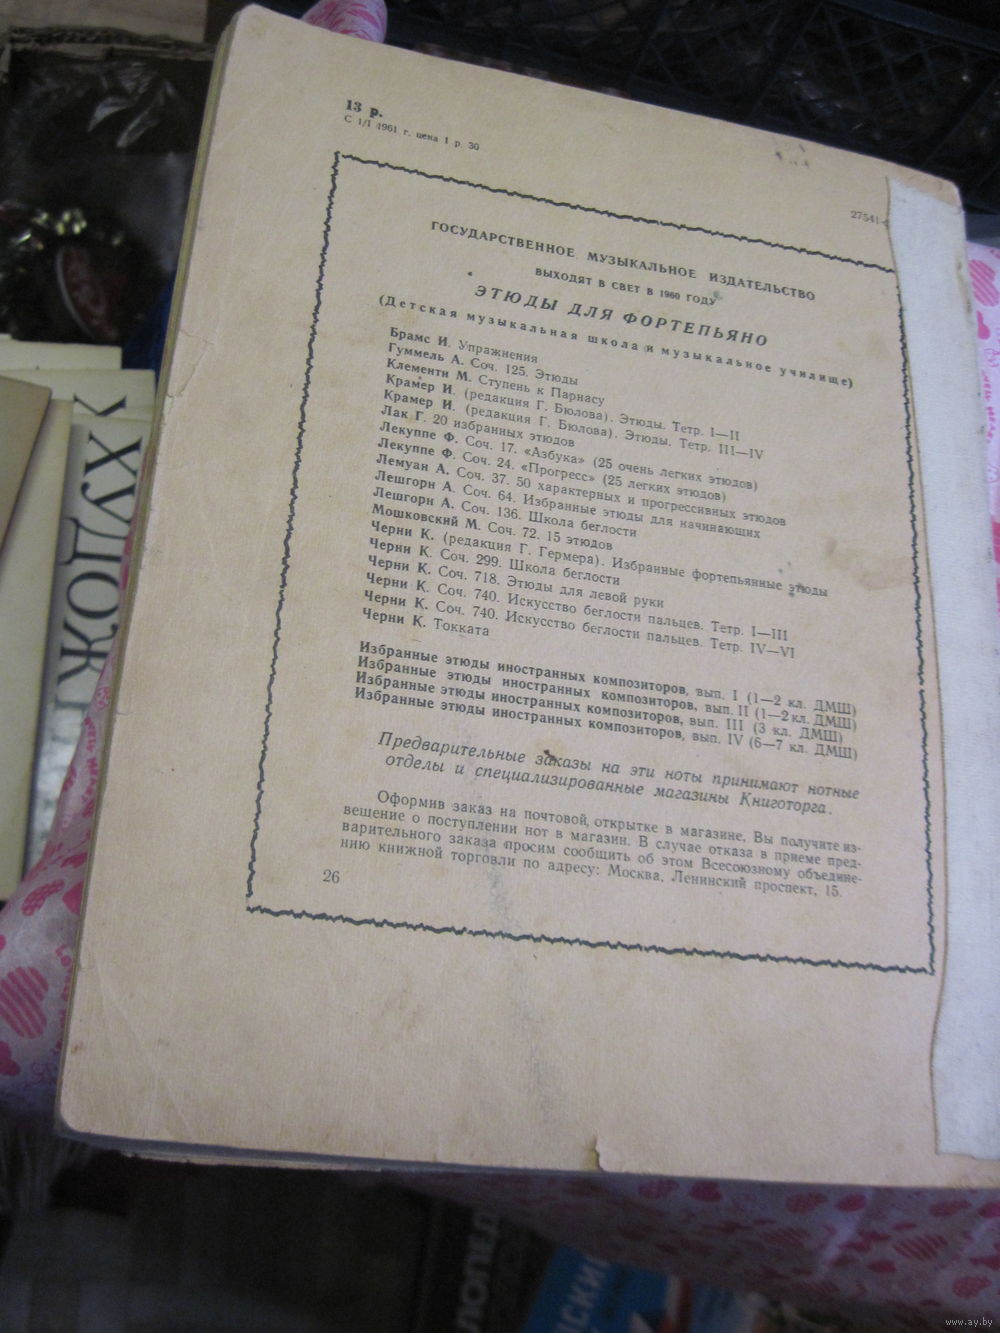 13 р.
С 1/I 1961 г. цена 1 р. 30
27541
ГОСУДАРСТВЕННОЕ МУЗЫКАЛЬНОЕ ИЗДАТЕЛЬСТВО
ВЫХОДЯТ В СВЕТ В 1960 ГОДУ
ЭТЮДЫ ДЛЯ ФОРТЕПЬЯНО
(Детская музыкальная школа и музыкальное училище)
Брамс И. Упражнения
Гуммель А. Соч. 125. Этюды
Клементи М. Ступень к Парнасу
Крамер И. (редакция Г. Бюлова). Этюды. Тетр. I—II
Крамер И. (редакция Г. Бюлова). Этюды. Тетр. III—IV
Лак Г. 20 избранных этюдов
Лекуппе Ф. Соч. 17. «Азбука» (25 очень легких этюдов)
Лекуппе Ф. Соч. 24. «Прогресс» (25 легких этюдов)
Лемуан А. Соч. 37. 50 характерных и прогрессивных этюдов
Лешгорн А. Соч. 64. Избранные этюды для начинающих
Лешгорн А. Соч. 136. Школа беглости
Мошковский М. Соч. 72. 15 этюдов
Черни К. (редакция Г. Гермера). Избранные фортепьянные этюды
Черни К. Соч. 299. Школа беглости
Черни К. Соч. 718. Этюды для левой руки
Черни К. Соч. 740. Искусство беглости пальцев. Тетр. I—III
Черни К. Соч. 740. Искусство беглости пальцев. Тетр. IV—VI
Черни К. Токката
Избранные этюды иностранных композиторов, вып. I (1—2 кл. ДМШ)
Избранные этюды иностранных композиторов, вып. II (1—2 кл. ДМШ)
Избранные этюды иностранных композиторов, вып. III (3 кл. ДМШ)
Избранные этюды иностранных композиторов, вып. IV (6—7 кл. ДМШ)
Предварительные заказы на эти ноты принимают нотные
отделы и специализированные магазины Книготорга.
Оформив заказ на почтовой открытке в магазине, Вы получите из-
вещение о поступлении нот в магазин. В случае отказа в приеме пред-
варительного заказа просим сообщить об этом Всесоюзному объедине-
нию книжной торговли по адресу: Москва, Ленинский проспект, 15.
26
www.ay.by